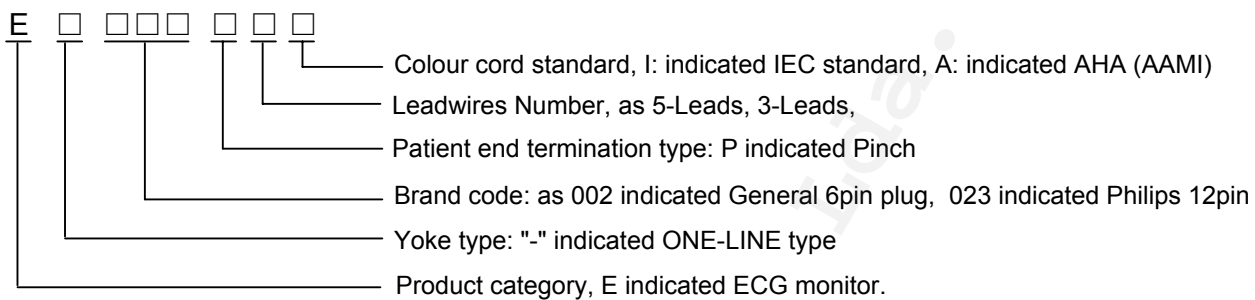 E □ □□□ □ □ □
Colour cord standard, I: indicated IEC standard, A: indicated AHA (AAMI)
Leadwires Number, as 5-Leads, 3-Leads,
Patient end termination type: P indicated Pinch
Brand code: as 002 indicated General 6pin plug, 023 indicated Philips 12pin
Yoke type: "-" indicated ONE-LINE type
Product category, E indicated ECG monitor.